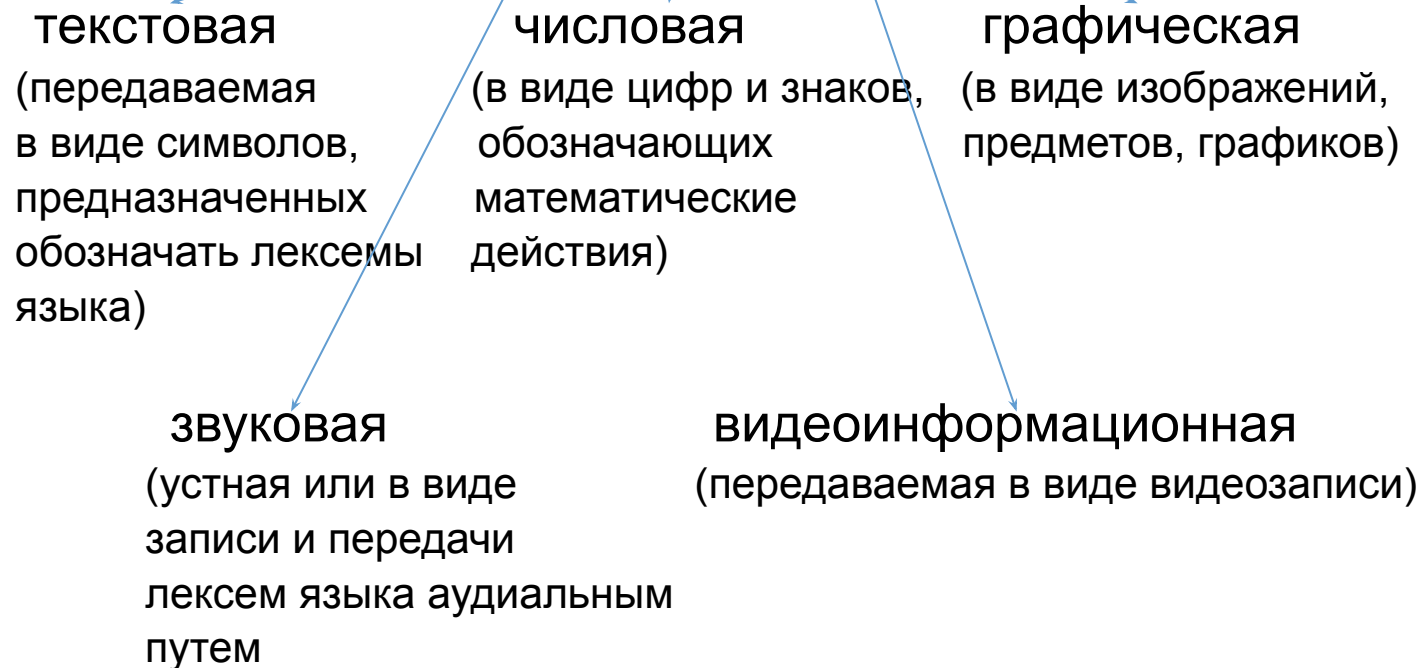 текстовая
(передаваемая
в виде символов,
предназначенных
обозначать лексемы
языка)
числовая
(в виде цифр и знаков,
обозначающих
математические
действия)
графическая
(в виде изображений,
предметов, графиков)
звуковая
(устная или в виде
записи и передачи
лексем языка аудиальным
путем
видеоинформационная
(передаваемая в виде видеозаписи)